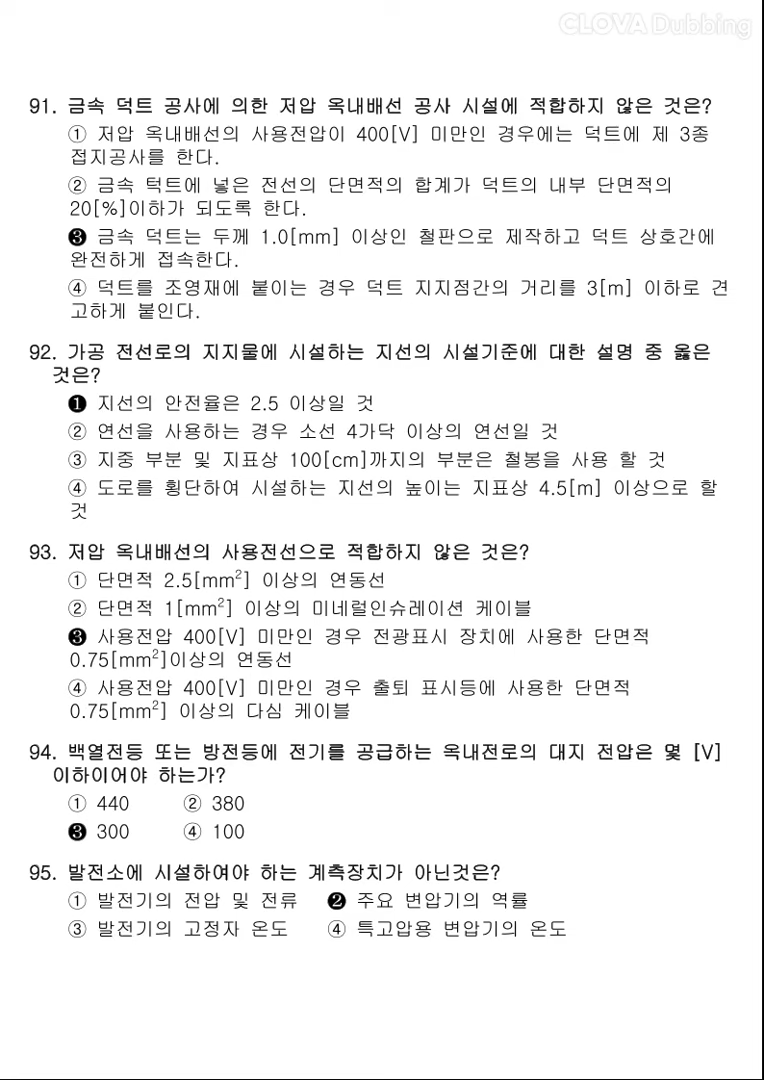 CLOVA Dubbing
91. 금속 덕트 공사에 의한 저압 옥내배선 공사 시설에 적합하지 않은 것은?
① 저압 옥내배선의 사용전압이 400[V] 미만인 경우에는 덕트에 제 3종
접지공사를 한다.
② 금속 턱트에 넣은 전선의 단면적의 합계가 덕트의 내부 단면적의
20[%]이하가 되도록 한다.
❸ 금속 덕트는 두께 1.0[mm] 이상인 철판으로 제작하고 덕트 상호간에
완전하게 접속한다.
④ 덕트를 조영재에 붙이는 경우 덕트 지지점간의 거리를 3[m] 이하로 견
고하게 붙인다.
92. 가공 전선로의 지지물에 시설하는 지선의 시설기준에 대한 설명 중 옳은
것은?
❶ 지선의 안전율은 2.5 이상일 것
② 연선을 사용하는 경우 소선 4가닥 이상의 연선일 것
③ 지중 부분 및 지표상 100[cm]까지의 부분은 철봉을 사용 할 것
④ 도로를 횡단하여 시설하는 지선의 높이는 지표상 4.5[m] 이상으로 할
것
93. 저압 옥내배선의 사용전선으로 적합하지 않은 것은?
① 단면적 2.5[mm²] 이상의 연동선
② 단면적 1[mm²] 이상의 미네럴인슈레이션 케이블
❸ 사용전압 400[V] 미만인 경우 전광표시 장치에 사용한 단면적
0.75[mm²]이상의 연동선
④ 사용전압 400[V] 미만인 경우 출퇴 표시등에 사용한 단면적
0.75[mm²] 이상의 다심 케이블
94. 백열전등 또는 방전등에 전기를 공급하는 옥내전로의 대지 전압은 몇 [V]
이하이어야 하는가?
① 440 ② 380
❸ 300 ④ 100
95. 발전소에 시설하여야 하는 계측장치가 아닌것은?
① 발전기의 전압 및 전류 ❷ 주요 변압기의 역률
③ 발전기의 고정자 온도 ④ 특고압용 변압기의 온도